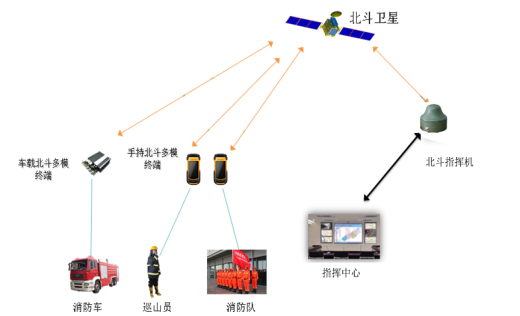 北斗卫星
手持北斗多模
终端
车载北斗多模
终端
北斗指挥机
指挥中心
消防车
巡山员
消防队